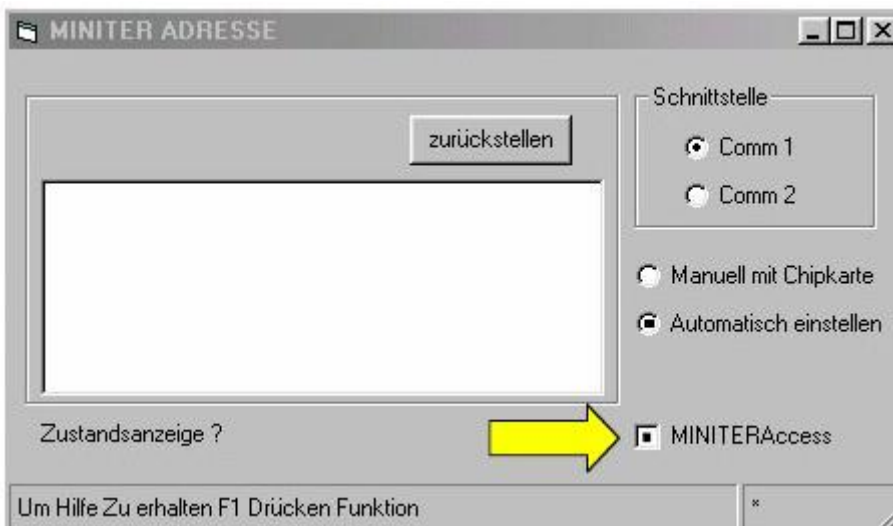 MINITER ADRESSE
zurückstellen
Schnittstelle
Comm 1
Comm 2
Manuell mit Chipkarte
Automatisch einstellen
Zustandsanzeige ?
MINITERAccess
Um Hilfe Zu erhalten F1 Drücken Funktion
*